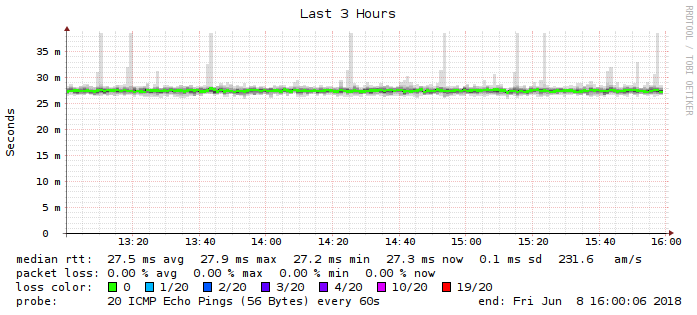 Last 3 Hours
RRDTOOL / TOBI OETIKER
Seconds
35 m
30 m
25 m
20 m
15 m
10 m
5 m
0
13:20 13:40 14:00 14:20 14:40 15:00 15:20 15:40 16:00
median rtt: 27.5 ms avg 27.9 ms max 27.2 ms min 27.3 ms now 0.1 ms sd 231.6 am/s
packet loss: 0.00 % avg 0.00 % max 0.00 % min 0.00 % now
loss color: 0 1/20 2/20 3/20 4/20 10/20 19/20
probe: 20 ICMP Echo Pings (56 Bytes) every 60s end: Fri Jun 8 16:00:06 2018